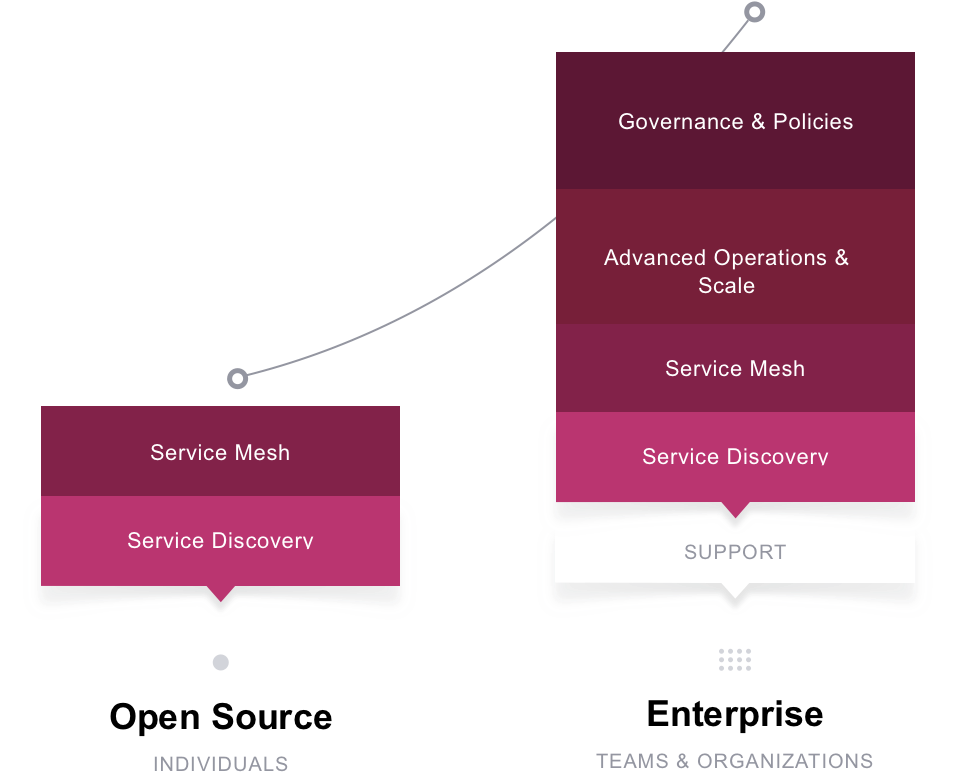 Service Mesh
Service Discovery
Open Source
INDIVIDUALS
Governance & Policies
Advanced Operations &
Scale
Service Mesh
Service Discovery
SUPPORT
Enterprise
TEAMS & ORGANIZATIONS